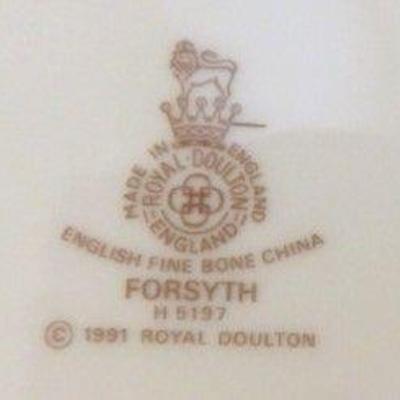 MADE IN ENGLAND
ROYAL·DOULTON
ENGLAND
ENGLISH FINE BONE CHINA
FORSYTH
H 5197
© 1991 ROYAL DOULTON